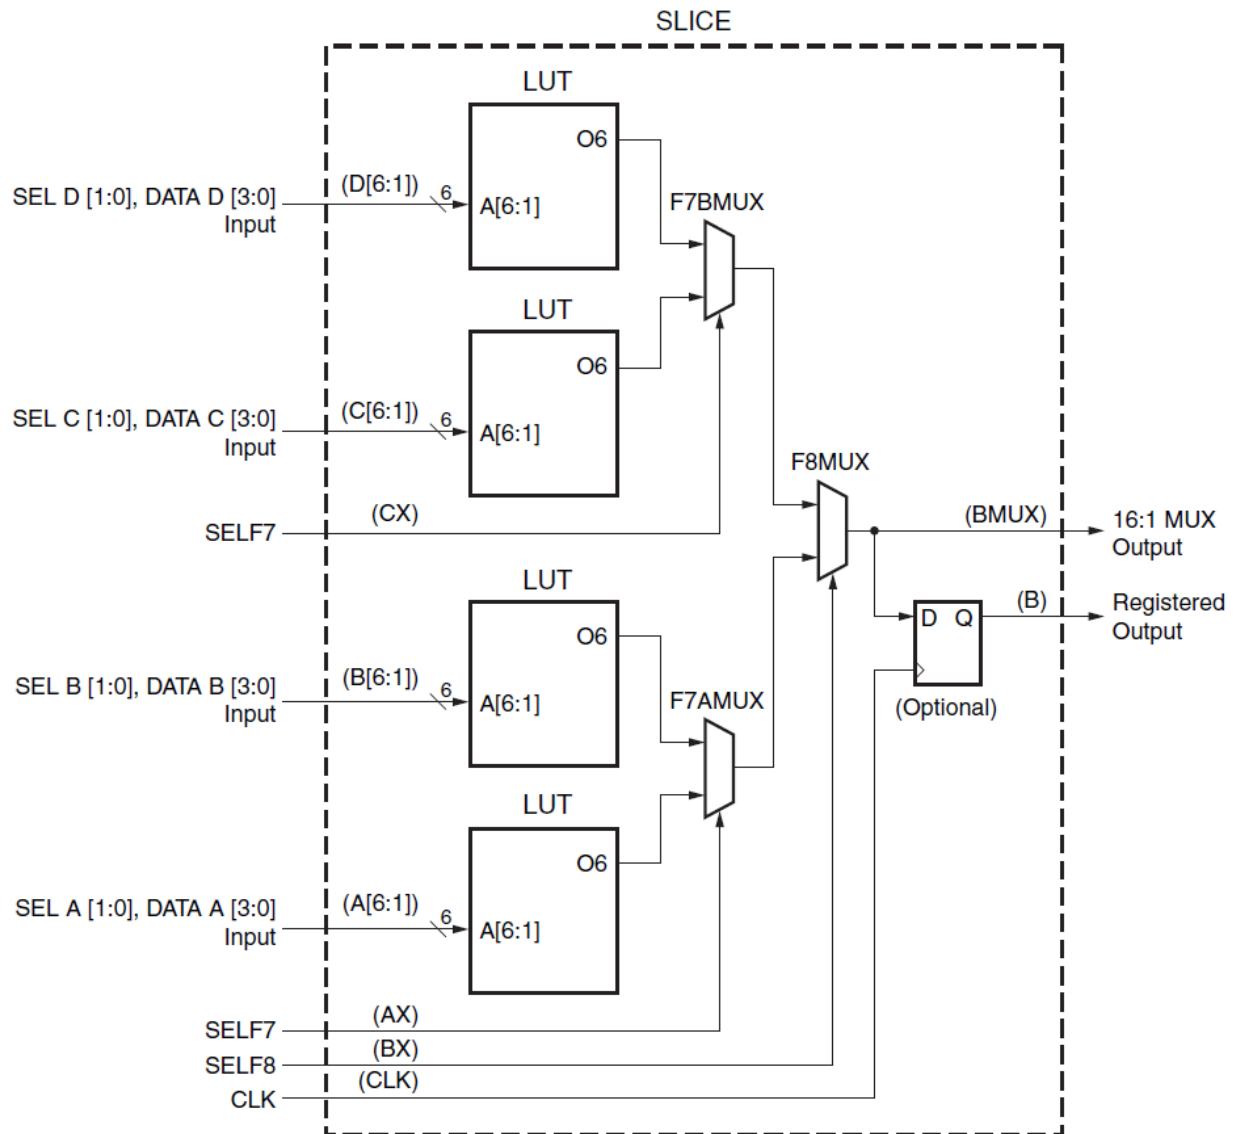 SLICE
LUT
O6
SEL D [1:0], DATA D [3:0]
Input
(D[6:1])
6
A[6:1]
F7BMUX
LUT
O6
SEL C [1:0], DATA C [3:0]
Input
(C[6:1])
6
A[6:1]
F8MUX
SELF7
(CX)
(BMUX)
16:1 MUX
Output
LUT
O6
(B)
Registered
Output
D Q
(Optional)
SEL B [1:0], DATA B [3:0]
Input
(B[6:1])
6
A[6:1]
F7AMUX
LUT
O6
SEL A [1:0], DATA A [3:0]
Input
(A[6:1])
6
A[6:1]
SELF7
(AX)
SELF8
(BX)
CLK
(CLK)